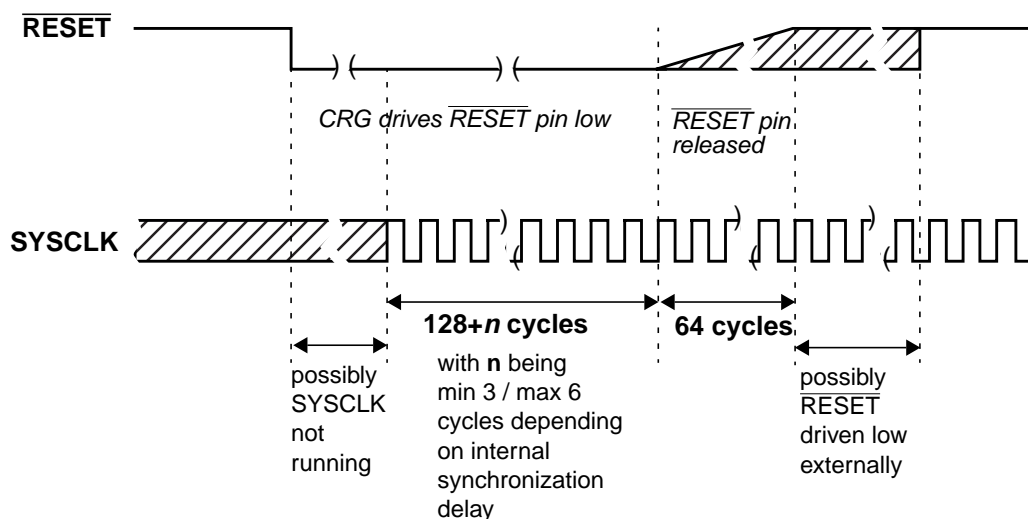 RESET
CRG drives RESET pin low
RESET pin
released
SYSCLK
128+n cycles
with n being
min 3 / max 6
cycles depending
on internal
synchronization
delay
64 cycles
possibly
SYSCLK
not
running
possibly
RESET
driven low
externally